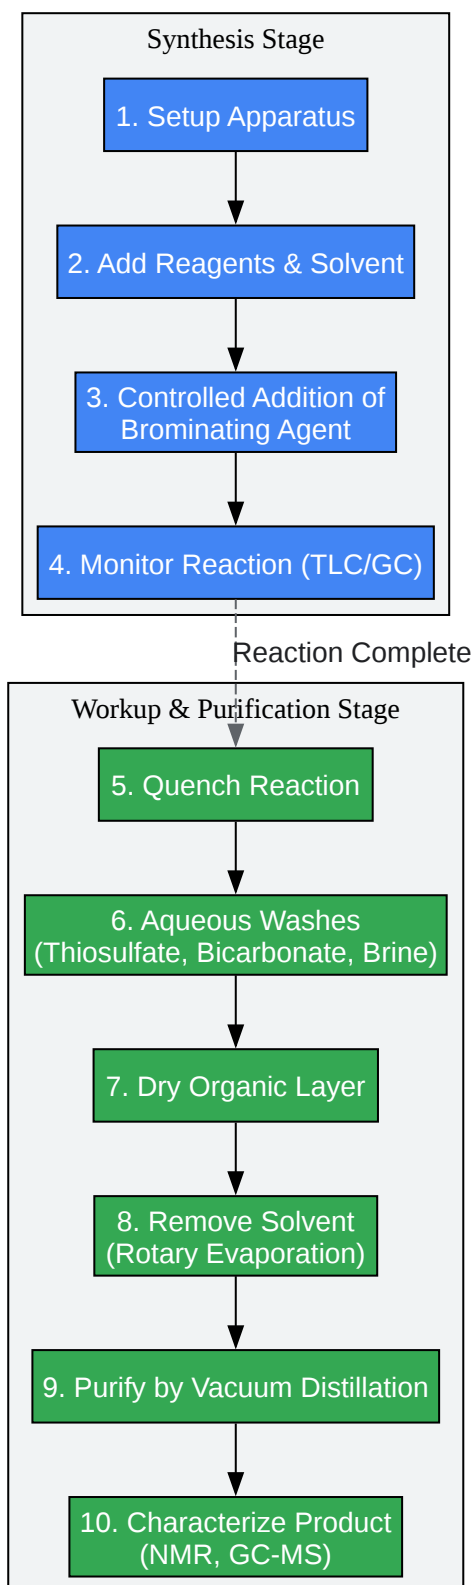 Synthesis Stage
1. Setup Apparatus
2. Add Reagents & Solvent
3. Controlled Addition of
Brominating Agent
4. Monitor Reaction (TLC/GC)
Reaction Complete
Workup & Purification Stage
5. Quench Reaction
6. Aqueous Washes
(Thiosulfate, Bicarbonate, Brine)
7. Dry Organic Layer
8. Remove Solvent
(Rotary Evaporation)
9. Purify by Vacuum Distillation
10. Characterize Product
(NMR, GC-MS)